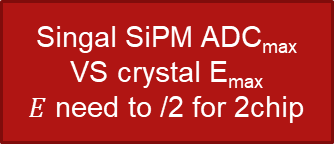 Singal SiPM ADCmax
VS crystal Emax
E need to /2 for 2chip